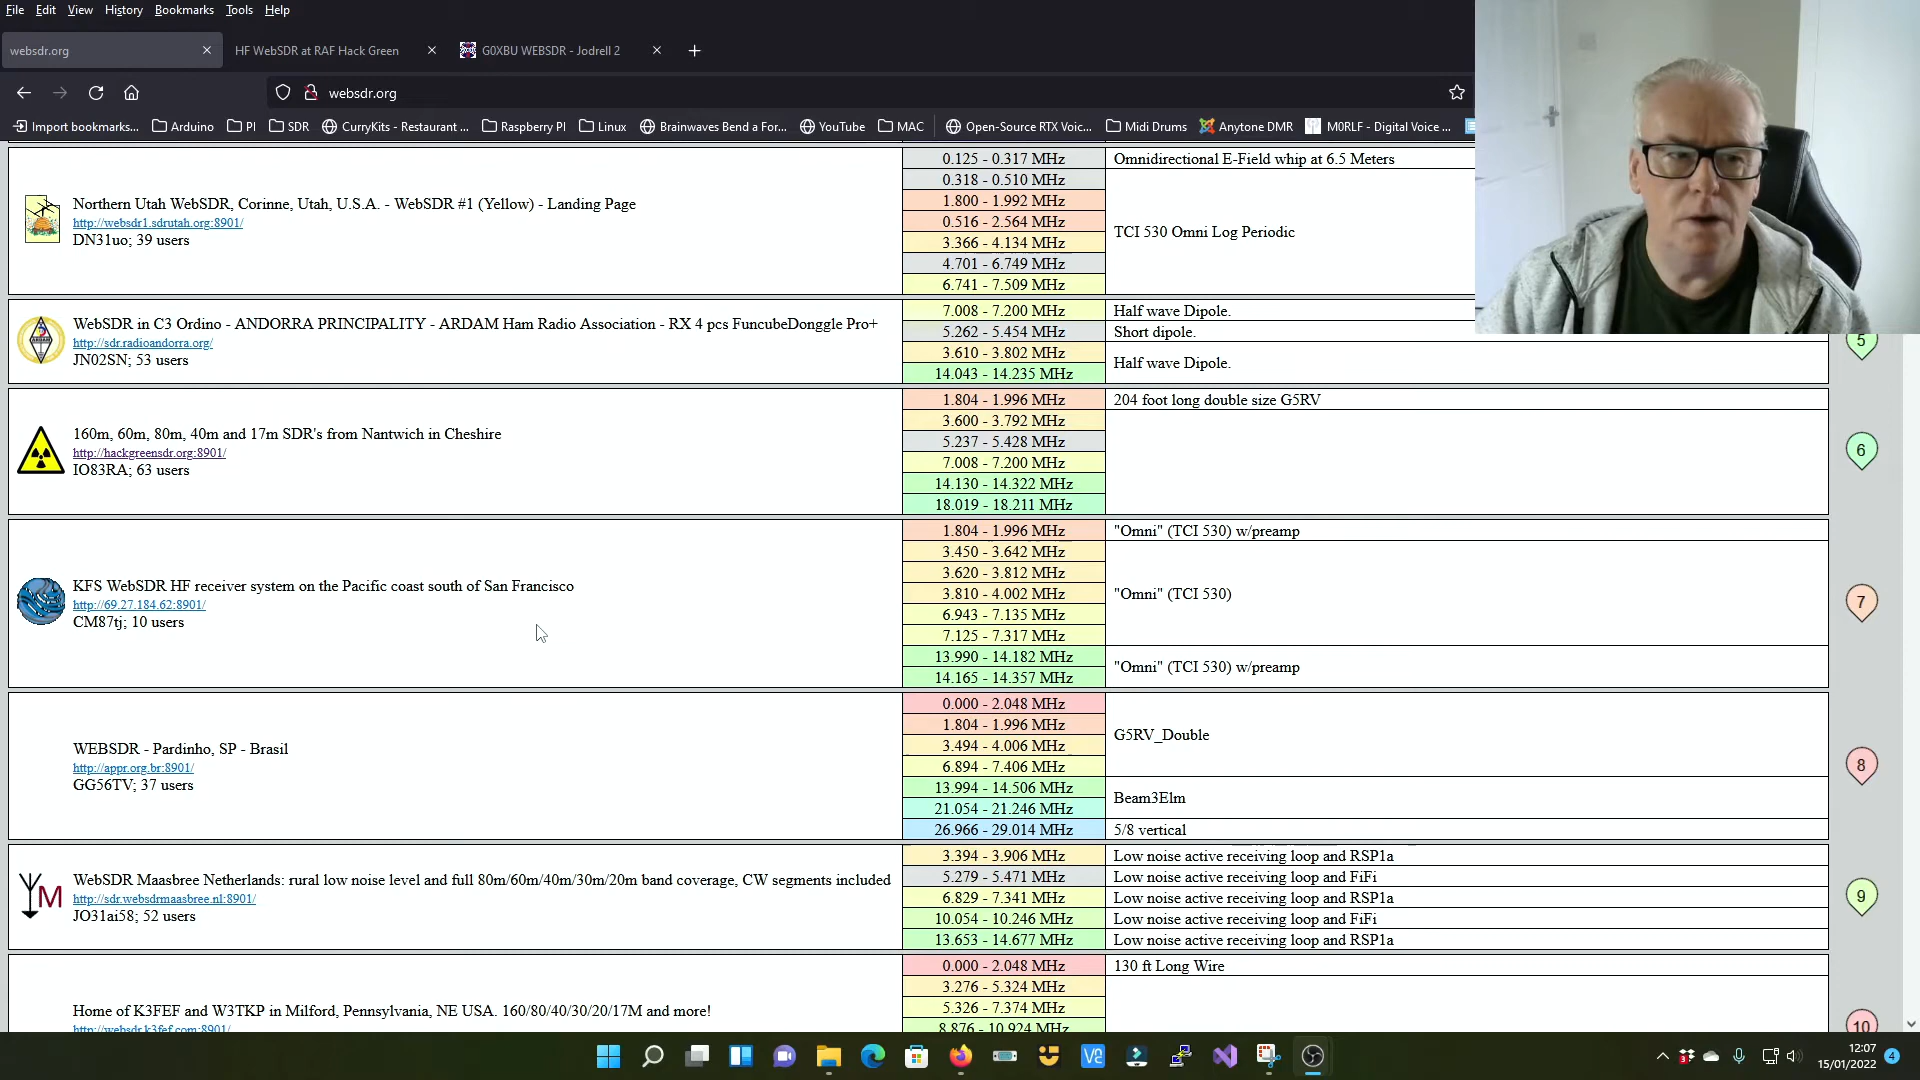 File Edit View History Bookmarks Tools Help
websdr.org
HF WebSDR at RAF Hack Green
G0XBU WEBSDR - Jodrell 2
websdr.org
Import bookmarks...
Arduino
PI
SDR
CurryKits - Restaurant ...
Raspberry PI
Linux
Brainwaves Bend a For...
YouTube
MAC
Open-Source RTX Voic...
Midi Drums
Anytone DMR
M0RLF - Digital Voice ...
Northern Utah WebSDR, Corinne, Utah, U.S.A. - WebSDR #1 (Yellow) - Landing Page
http://websdr1.sdrutah.org:8901/
DN31uo; 39 users
0.125 - 0.317 MHz
Omnidirectional E-Field whip at 6.5 Meters
0.318 - 0.510 MHz
1.800 - 1.992 MHz
0.516 - 2.564 MHz
3.366 - 4.134 MHz
4.701 - 6.749 MHz
6.741 - 7.509 MHz
TCI 530 Omni Log Periodic
WebSDR in C3 Ordino - ANDORRA PRINCIPALITY - ARDAM Ham Radio Association - RX 4 pcs FuncubeDonggle Pro+
http://sdr.radioandorra.org/
JN02SN; 53 users
7.008 - 7.200 MHz
Half wave Dipole.
5.262 - 5.454 MHz
Short dipole.
3.610 - 3.802 MHz
14.043 - 14.235 MHz
Half wave Dipole.
5
160m, 60m, 80m, 40m and 17m SDR's from Nantwich in Cheshire
http://hackgreensdr.org:8901/
IO83RA; 63 users
1.804 - 1.996 MHz
204 foot long double size G5RV
3.600 - 3.792 MHz
5.237 - 5.428 MHz
7.008 - 7.200 MHz
14.130 - 14.322 MHz
18.019 - 18.211 MHz
6
KFS WebSDR HF receiver system on the Pacific coast south of San Francisco
http://69.27.184.62:8901/
CM87tj; 10 users
1.804 - 1.996 MHz
"Omni" (TCI 530) w/preamp
3.450 - 3.642 MHz
3.620 - 3.812 MHz
3.810 - 4.002 MHz
6.943 - 7.135 MHz
7.125 - 7.317 MHz
"Omni" (TCI 530)
13.990 - 14.182 MHz
14.165 - 14.357 MHz
"Omni" (TCI 530) w/preamp
7
WEBSDR - Pardinho, SP - Brasil
http://appr.org.br:8901/
GG56TV; 37 users
0.000 - 2.048 MHz
1.804 - 1.996 MHz
3.494 - 4.006 MHz
6.894 - 7.406 MHz
G5RV_Double
13.994 - 14.506 MHz
21.054 - 21.246 MHz
Beam3Elm
26.966 - 29.014 MHz
5/8 vertical
8
WebSDR Maasbree Netherlands: rural low noise level and full 80m/60m/40m/30m/20m band coverage, CW segments included
http://sdr.websdrmaasbree.nl:8901/
JO31ai58; 52 users
3.394 - 3.906 MHz
Low noise active receiving loop and RSP1a
5.279 - 5.471 MHz
Low noise active receiving loop and FiFi
6.829 - 7.341 MHz
Low noise active receiving loop and RSP1a
10.054 - 10.246 MHz
Low noise active receiving loop and FiFi
13.653 - 14.677 MHz
Low noise active receiving loop and RSP1a
9
Home of K3FEF and W3TKP in Milford, Pennsylvania, NE USA. 160/80/40/30/20/17M and more!
http://websdr.k3fef.com:8901/
0.000 - 2.048 MHz
130 ft Long Wire
3.276 - 5.324 MHz
5.326 - 7.374 MHz
8.876 - 10.924 MHz
10
12:07
15/01/2022
4